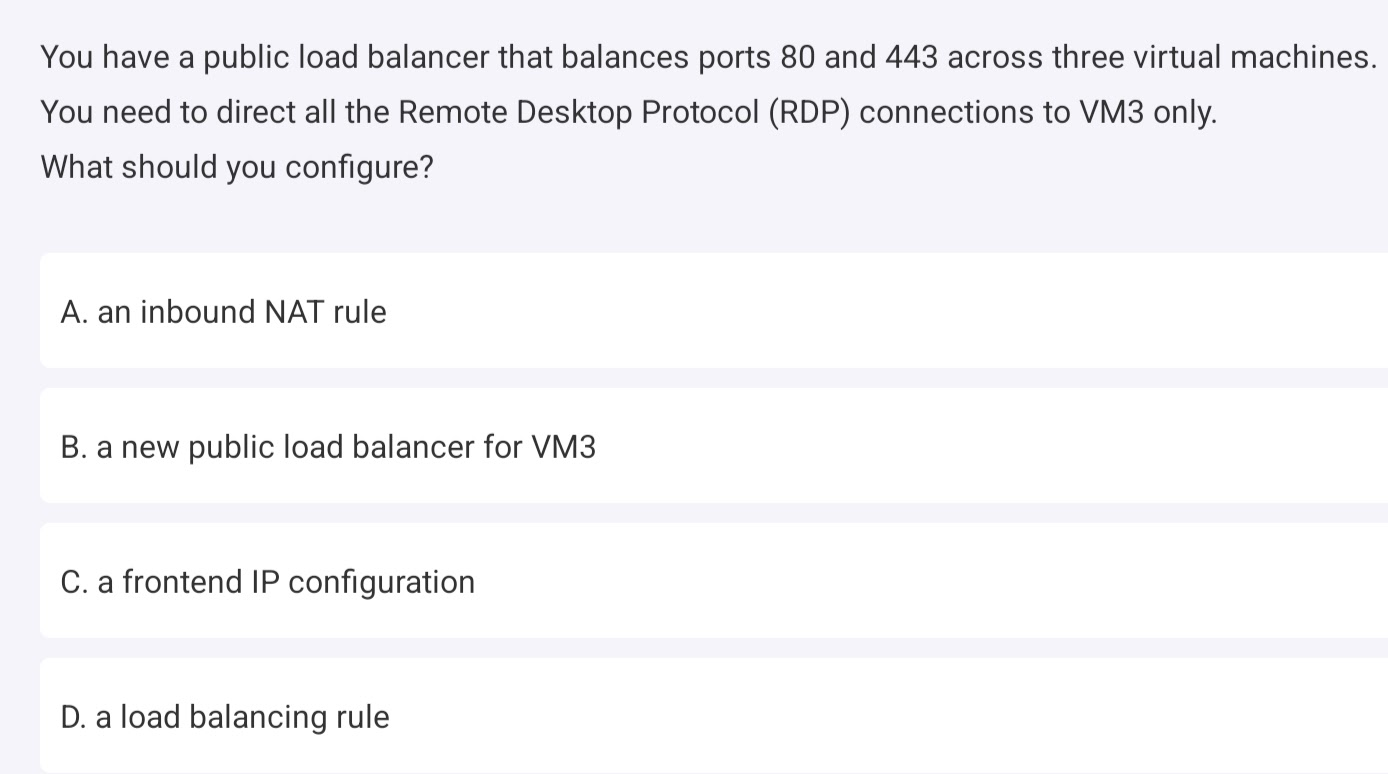 You have a public load balancer that balances ports 80 and 443 across three virtual machines.
You need to direct all the Remote Desktop Protocol (RDP) connections to VM3 only.
What should you configure?
A. an inbound NAT rule
B. a new public load balancer for VM3
C. a frontend IP configuration
D. a load balancing rule